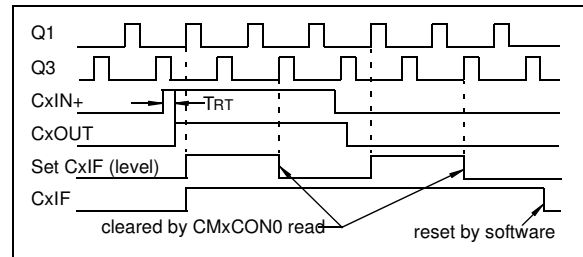 Q1
Q3
CxIN+
TRT
CxOUT
Set CxIF (level)
CxIF
cleared by CMxCON0 read
reset by software